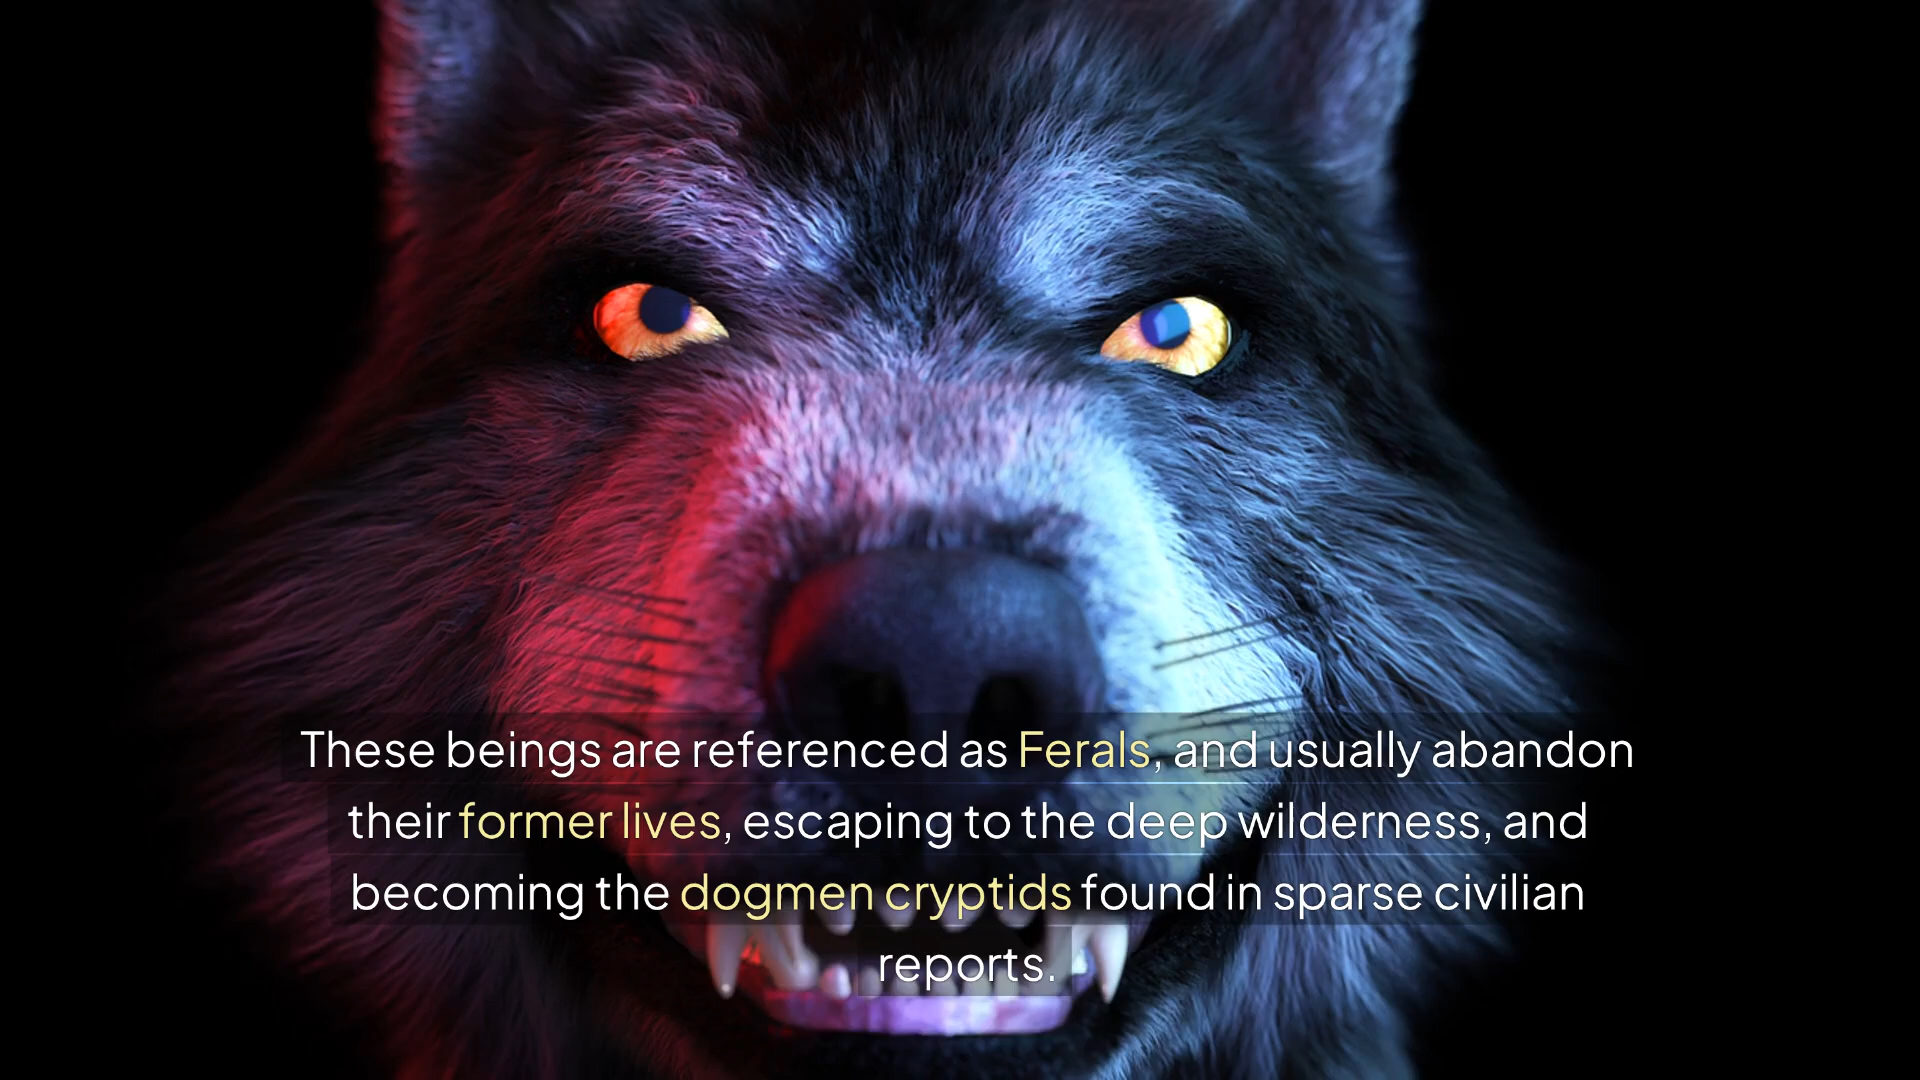 These beings are referenced as Ferals, and usually abandon
their former lives, escaping to the deep wilderness, and
becoming the dogmen cryptids found in sparse civilian
reports.